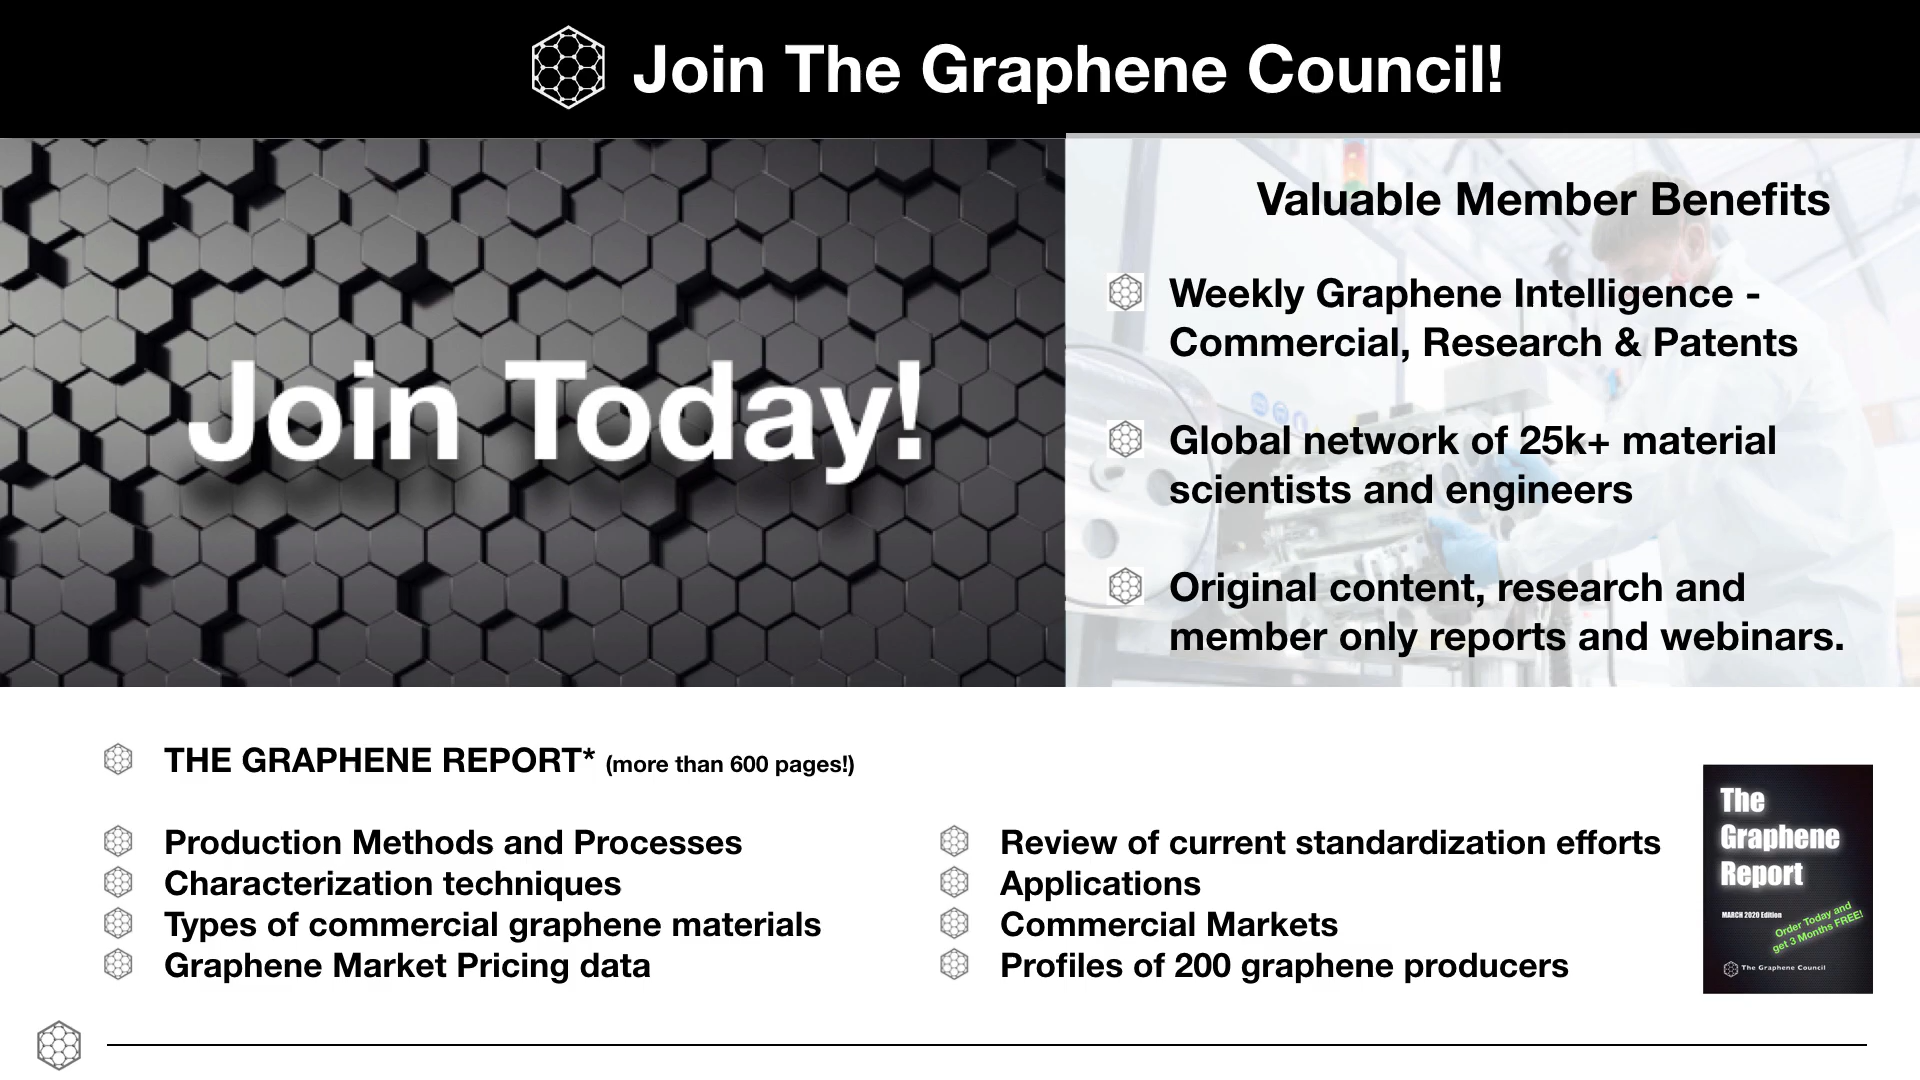 Join The Graphene Council!
Join Today!
Valuable Member Benefits
Weekly Graphene Intelligence -
Commercial, Research & Patents
Global network of 25k+ material
scientists and engineers
Original content, research and
member only reports and webinars.
THE GRAPHENE REPORT* (more than 600 pages!)
Production Methods and Processes
Characterization techniques
Types of commercial graphene materials
Graphene Market Pricing data
Review of current standardization efforts
Applications
Commercial Markets
Profiles of 200 graphene producers
The
Graphene
Report
MARCH 2020 Edition
Order Today and
get 3 Months FREE!
The Graphene Council